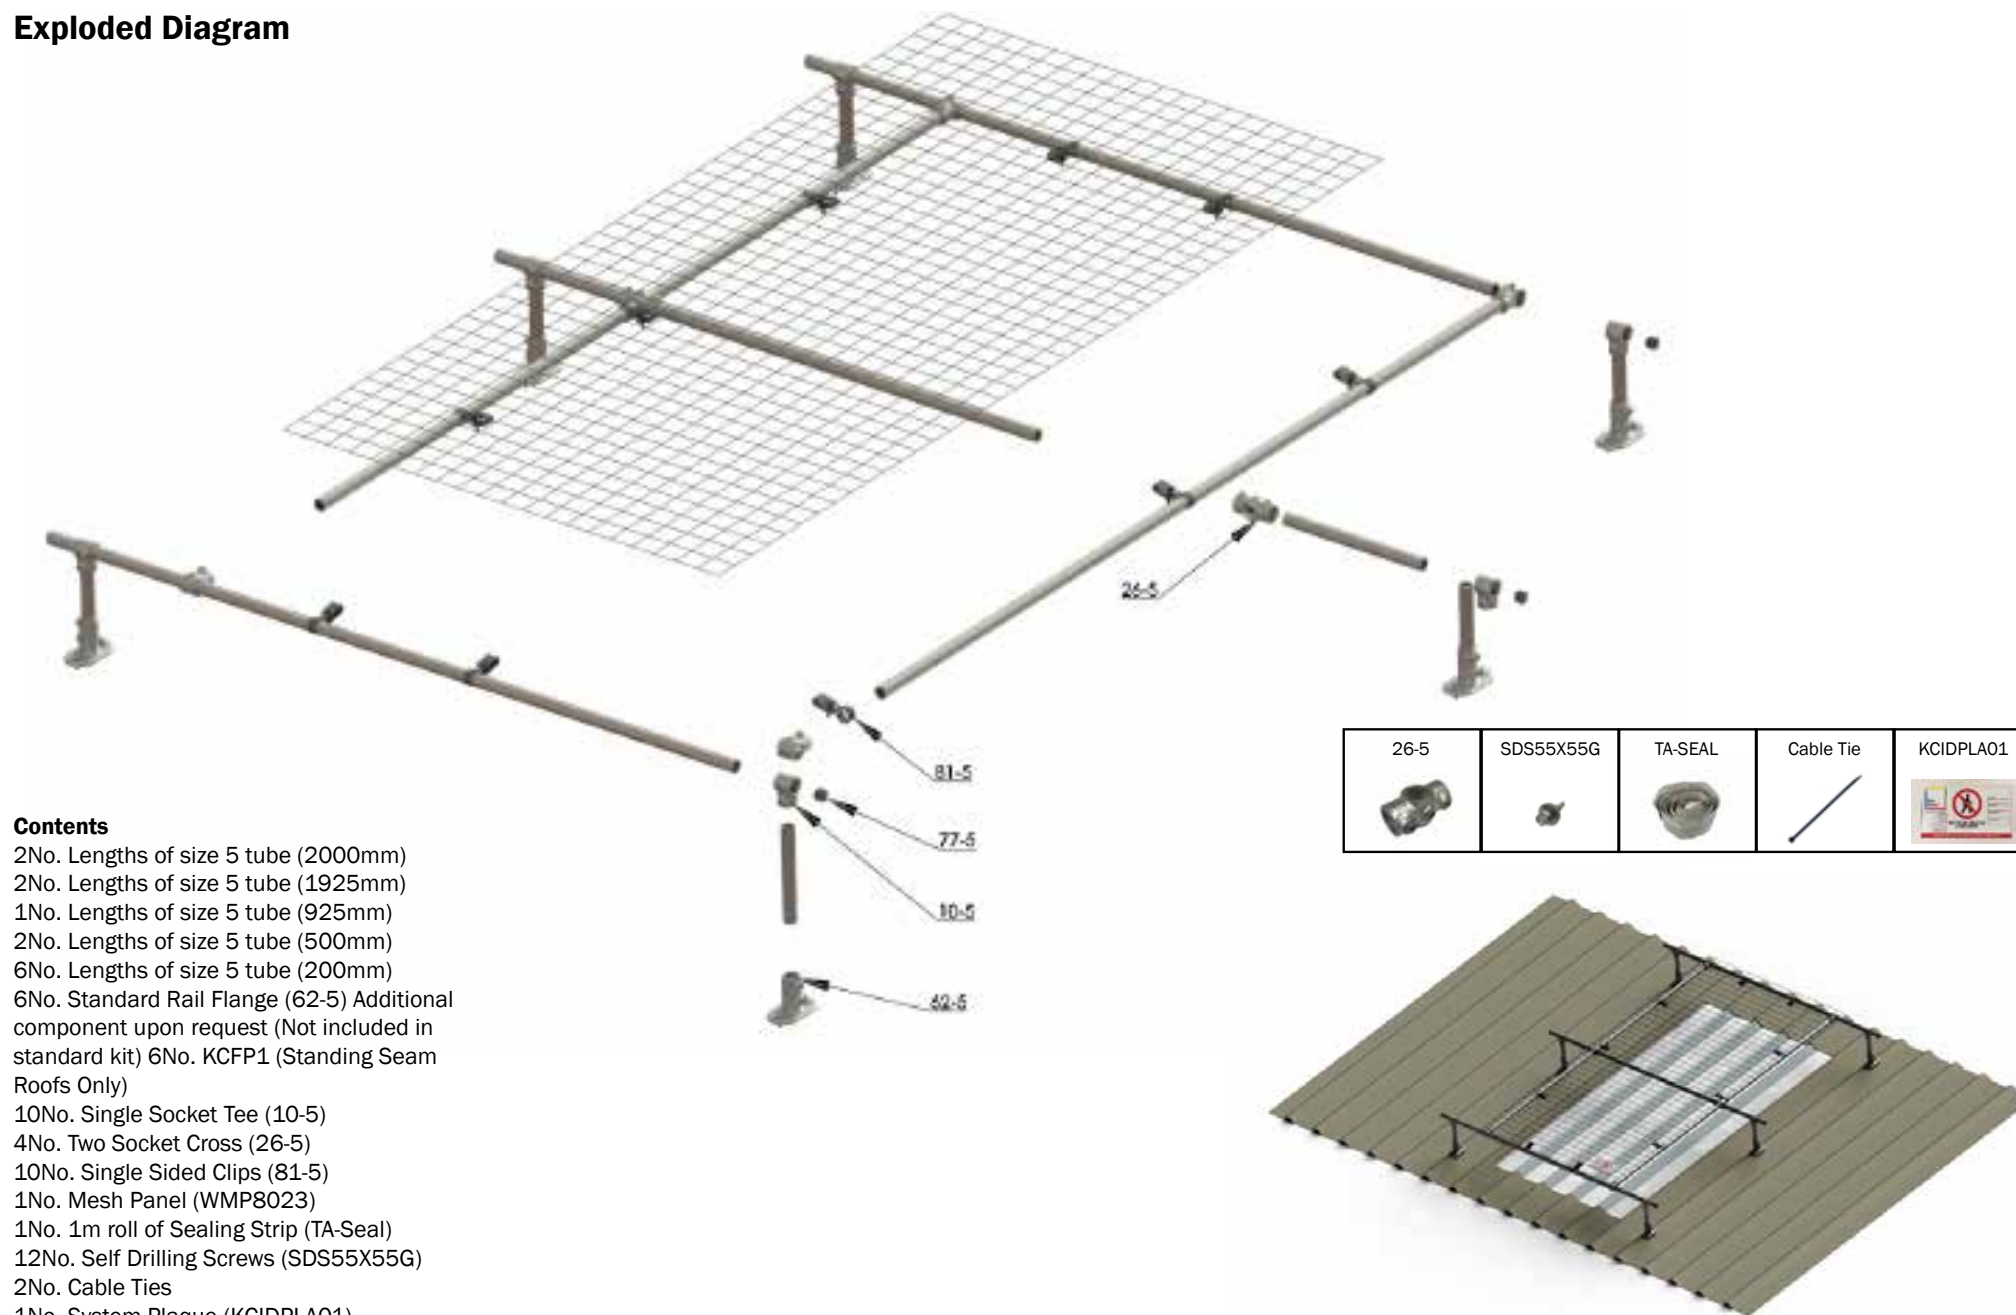 Exploded Diagram
26-5
81-5
77-5
10-5
62-5
26-5
SDS55X55G
TA-SEAL
Cable Tie
KCIDPLA01
Contents
2No. Lengths of size 5 tube (2000mm)
2No. Lengths of size 5 tube (1925mm)
1No. Lengths of size 5 tube (925mm)
2No. Lengths of size 5 tube (500mm)
6No. Lengths of size 5 tube (200mm)
6No. Standard Rail Flange (62-5) Additional
component upon request (Not included in
standard kit) 6No. KCFP1 (Standing Seam
Roofs Only)
10No. Single Socket Tee (10-5)
4No. Two Socket Cross (26-5)
10No. Single Sided Clips (81-5)
1No. Mesh Panel (WMP8023)
1No. 1m roll of Sealing Strip (TA-Seal)
12No. Self Drilling Screws (SDS55X55G)
2No. Cable Ties
1No. System Plaque (KCIDPLA01)